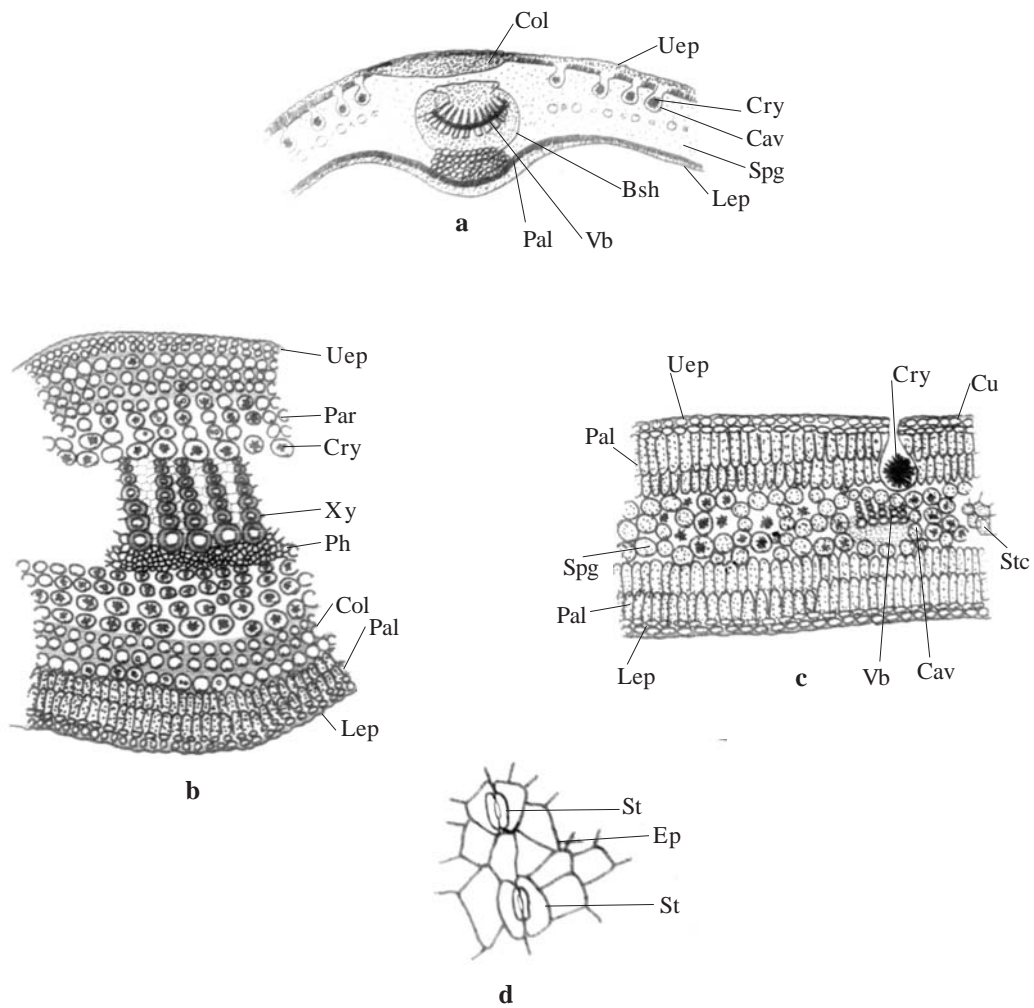 Col
Uep
Cry
Cav
Spg
Lep
Bsh
Pal
Vb
a
Uep
Par
Cry
Xy
Ph
Col
Pal
Lep
b
Uep
Cry
Cu
Pal
Spg
Stc
Pal
Lep
Vb
Cav
c
St
Ep
St
d